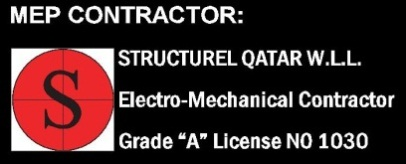 MEP CONTRACTOR:
STRUCTUREL QATAR W.L.L.
S
Electro-Mechanical Contractor
Grade “A” License NO 1030